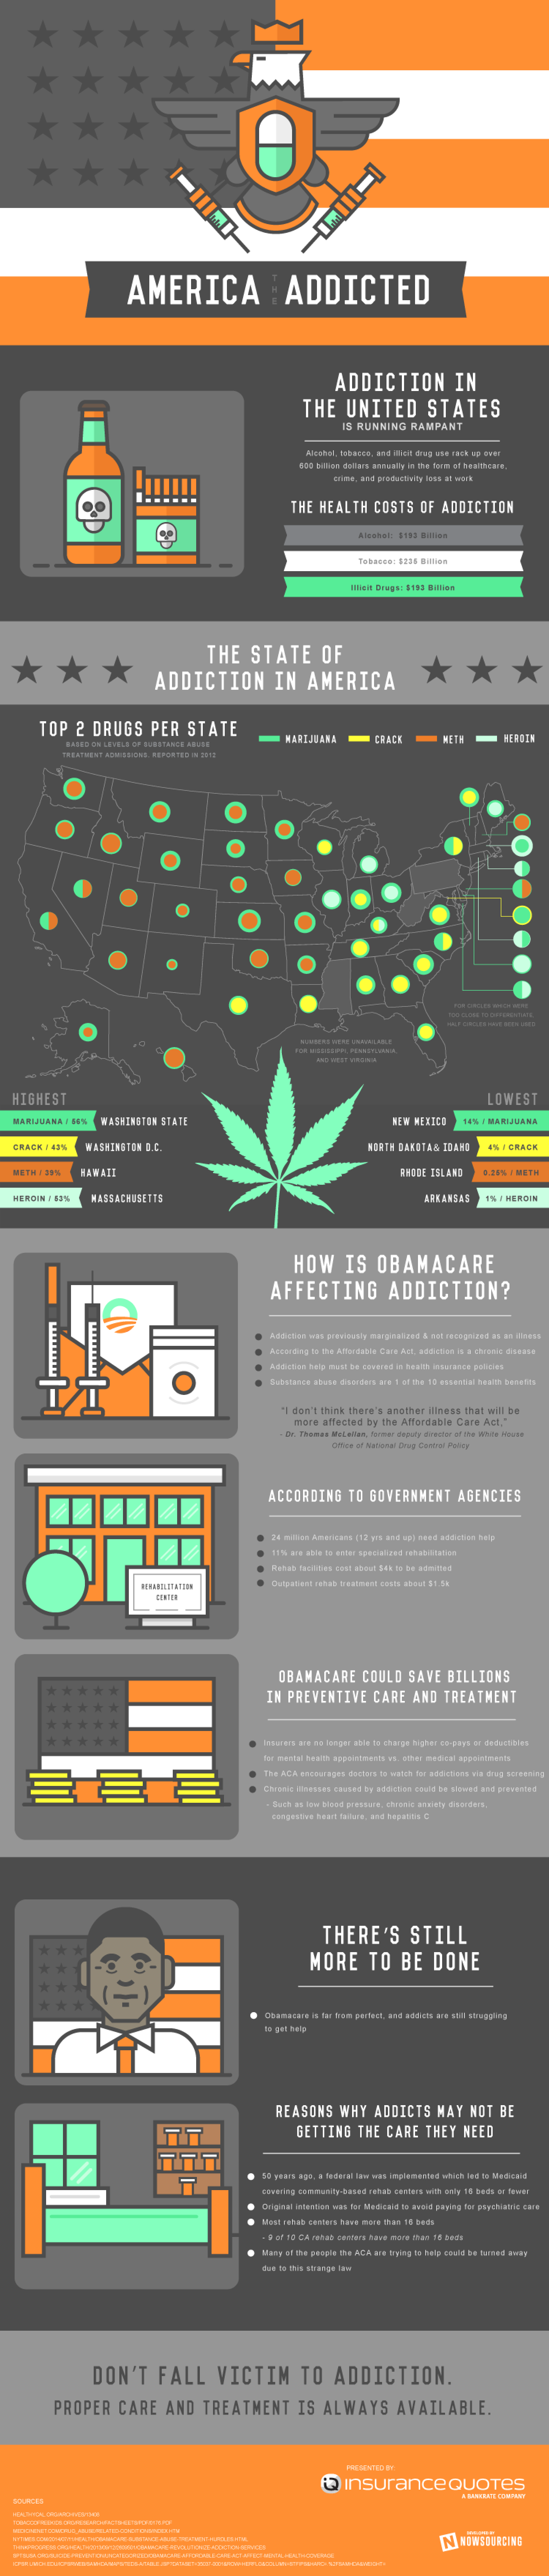 AMERICA THE ADDICTED
ADDICTION IN
THE UNITED STATES
IS RUNNING RAMPANT
Alcohol, tobacco, and illicit drug use rack up over
600 billion dollars annually in the form of healthcare,
crime, and productivity loss at work
THE HEALTH COSTS OF ADDICTION
Alcohol: $193 Billion
Tobacco: $235 Billion
Illicit Drugs: $193 Billion
THE STATE OF
ADDICTION IN AMERICA
TOP 2 DRUGS PER STATE
BASED ON LEVELS OF SUBSTANCE ABUSE
TREATMENT ADMISSIONS, REPORTED IN 2012
MARIJUANA
CRACK
METH
HEROIN
FOR CIRCLES WHICH WERE
TOO CLOSE TO DIFFERENTIATE,
HALF CIRCLES HAVE BEEN USED
NUMBERS WERE UNAVAILABLE
FOR MISSISSIPPI, PENNSYLVANIA,
AND WEST VIRGINIA
HIGHEST
MARIJUANA / 56% WASHINGTON STATE
CRACK / 43% WASHINGTON D.C.
METH / 39% HAWAII
HEROIN / 53% MASSACHUSETTS
LOWEST
NEW MEXICO 14% / MARIJUANA
NORTH DAKOTA & IDAHO 4% / CRACK
RHODE ISLAND 0.25% / METH
ARKANSAS 1% / HEROIN
HOW IS OBAMACARE
AFFECTING ADDICTION?
Addiction was previously marginalized & not recognized as an illness
According to the Affordable Care Act, addiction is a chronic disease
Addiction help must be covered in health insurance policies
Substance abuse disorders are 1 of the 10 essential health benefits
"I don't think there's another illness that will be
more affected by the Affordable Care Act,"
- Dr. Thomas McLellan, former deputy director of the White House
Office of National Drug Control Policy
REHABILITATION
CENTER
ACCORDING TO GOVERNMENT AGENCIES
24 million Americans (12 yrs and up) need addiction help
11% are able to enter specialized rehabilitation
Rehab facilities cost about $4k to be admitted
Outpatient rehab treatment costs about $1.5k
OBAMACARE COULD SAVE BILLIONS
IN PREVENTIVE CARE AND TREATMENT
Insurers are no longer able to charge higher co-pays or deductibles
for mental health appointments vs. other medical appointments
The ACA encourages doctors to watch for addictions via drug screening
Chronic illnesses caused by addiction could be slowed and prevented
- Such as low blood pressure, chronic anxiety disorders,
congestive heart failure, and hepatitis C
THERE'S STILL
MORE TO BE DONE
Obamacare is far from perfect, and addicts are still struggling
to get help
REASONS WHY ADDICTS MAY NOT BE
GETTING THE CARE THEY NEED
50 years ago, a federal law was implemented which led to Medicaid
covering community-based rehab centers with only 16 beds or fewer
Original intention was for Medicaid to avoid paying for psychiatric care
Most rehab centers have more than 16 beds
- 9 of 10 CA rehab centers have more than 16 beds
Many of the people the ACA are trying to help could be turned away
due to this strange law
DON'T FALL VICTIM TO ADDICTION.
PROPER CARE AND TREATMENT IS ALWAYS AVAILABLE.
PRESENTED BY:
iQ insuranceQUOTES
A BANKRATE COMPANY
SOURCES
DEVELOPED BY
N NOWSOURCING